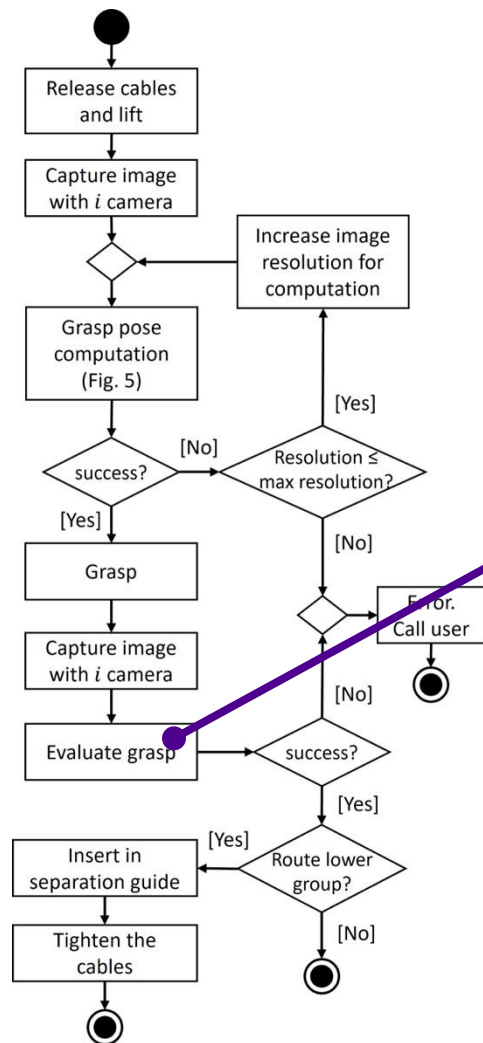 Release cables
and lift
Capture image
with i camera
Increase image
resolution for
computation
Grasp pose
computation
(Fig. 5)
[Yes]
[No]
success?
Resolution ≤
max resolution?
[Yes]
[No]
Grasp
Error.
Call user
Capture image
with i camera
[No]
Evaluate grasp
success?
[Yes]
[Yes]
Insert in
separation guide
Route lower
group?
[No]
Tighten the
cables